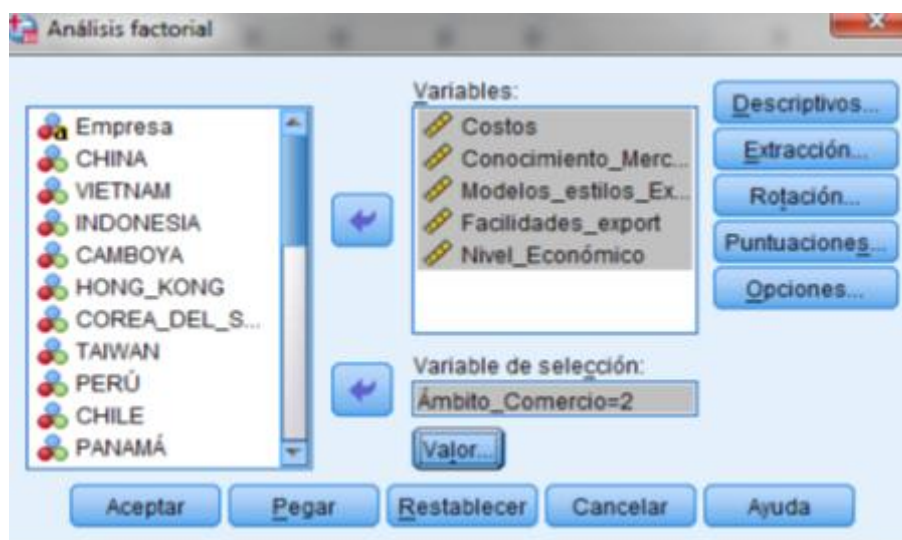 Análisis factorial
Empresa
CHINA
VIETNAM
INDONESIA
CAMBOYA
HONG_KONG
COREA_DEL_S...
TAIWAN
PERÚ
CHILE
PANAMÁ
Variables:
Costos
Conocimiento_Merc...
Modelos_estilos_Ex...
Facilidades_export
Nivel_Económico
Variable de selección:
Ámbito_Comercio=2
Valor...
Descriptivos...
Extracción...
Rotación...
Puntuaciones...
Opciones...
Aceptar
Pegar
Restablecer
Cancelar
Ayuda